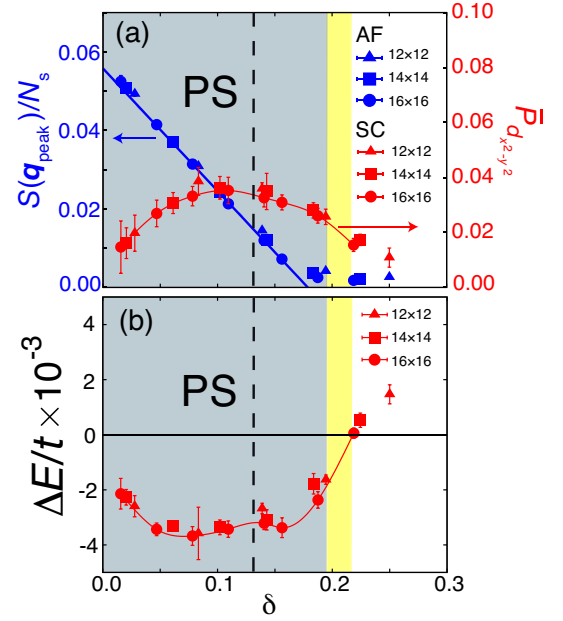 (a)
PS
AF
12×12
14×14
16×16
SC
12×12
14×14
16×16
S(q_peak)/N_s
0.06
0.04
0.02
0.00
0.10
0.08
0.06
0.04
0.02
0.00
P̄_d_x²-y²
(b)
PS
12×12
14×14
16×16
ΔE/t × 10⁻³
4
2
0
-2
-4
0.0
0.1
0.2
0.3
δ